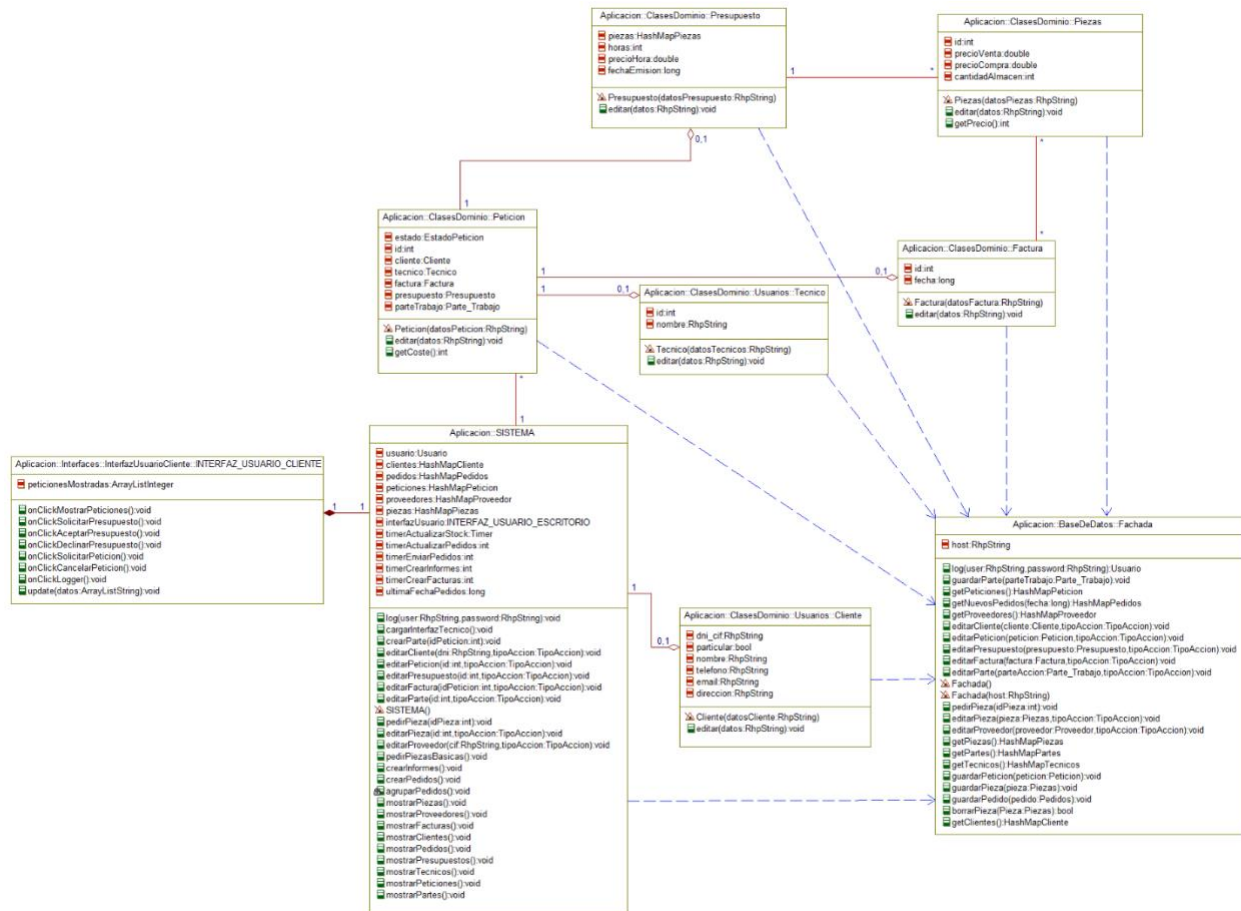 Aplicacion::ClasesDominio::Presupuesto
piezas:HashMapPiezas
horas:int
precioHora:double
fechaEmision:long
Presupuesto(datosPresupuesto:RhpString)
editar(datos:RhpString):void
Aplicacion::ClasesDominio::Piezas
id:int
precioVenta:double
precioCompra:double
cantidadAlmacen:int
Piezas(datosPiezas:RhpString)
editar(datos:RhpString):void
getPrecio():int
1
*
0,1
1
*
*
Aplicacion::ClasesDominio::Peticion
estado:EstadoPeticion
id:int
cliente:Cliente
tecnico:Tecnico
factura:Factura
presupuesto:Presupuesto
parteTrabajo:Parte_Trabajo
Peticion(datosPeticion:RhpString)
editar(datos:RhpString):void
getCoste():int
1
0,1
1
0,1
Aplicacion::ClasesDominio::Factura
id:int
fecha:long
Factura(datosFactura:RhpString)
editar(datos:RhpString):void
Aplicacion::ClasesDominio::Usuarios::Tecnico
id:int
nombre:RhpString
Tecnico(datosTecnicos:RhpString)
editar(datos:RhpString):void
*
1
Aplicacion::Interfaces::InterfazUsuarioCliente::INTERFAZ_USUARIO_CLIENTE
peticionesMostradas:ArrayListInteger
onClickMostrarPeticiones():void
onClickSolicitarPresupuesto():void
onClickAceptarPresupuesto():void
onClickDeclinarPresupuesto():void
onClickSolicitarPeticion():void
onClickCancelarPeticion():void
onClickLogger():void
update(datos:ArrayListString):void
1
1
Aplicacion::SISTEMA
usuario:Usuario
clientes:HashMapCliente
pedidos:HashMapPedidos
peticiones:HashMapPeticion
proveedores:HashMapProveedor
piezas:HashMapPiezas
interfazUsuario:INTERFAZ_USUARIO_ESCRITORIO
timerActualizarStock:Timer
timerActualizarPedidos:int
timerEnviarPedidos:int
timerCrearInformes:int
timerCrearFacturas:int
ultimaFechaPedidos:long
log(user:RhpString,password:RhpString):void
cargarInterfazTecnico():void
crearParte(idPeticion:int):void
editarCliente(dni:RhpString,tipoAccion:TipoAccion):void
editarPeticion(id:int,tipoAccion:TipoAccion):void
editarPresupuesto(id:int,tipoAccion:TipoAccion):void
editarFactura(idPeticion:int,tipoAccion:TipoAccion):void
editarParte(id:int,tipoAccion:TipoAccion):void
SISTEMA()
pedirPieza(idPieza:int):void
editarPieza(id:int,tipoAccion:TipoAccion):void
editarProveedor(cif:RhpString,tipoAccion:TipoAccion):void
pedirPiezasBasicas():void
crearInformes():void
crearPedidos():void
agruparPedidos():void
mostrarPiezas():void
mostrarProveedores():void
mostrarFacturas():void
mostrarClientes():void
mostrarPedidos():void
mostrarPresupuestos():void
mostrarTecnicos():void
mostrarPeticiones():void
mostrarPartes():void
1
0,1
Aplicacion::ClasesDominio::Usuarios::Cliente
dni_cif:RhpString
particular:bool
nombre:RhpString
telefono:RhpString
email:RhpString
direccion:RhpString
Cliente(datosCliente:RhpString)
editar(datos:RhpString):void
Aplicacion::BaseDeDatos::Fachada
host:RhpString
log(user:RhpString,password:RhpString):Usuario
guardarParte(parteTrabajo:Parte_Trabajo):void
getPeticiones():HashMapPeticion
getNuevosPedidos(fecha:long):HashMapPedidos
getProveedores():HashMapProveedor
editarCliente(cliente:Cliente,tipoAccion:TipoAccion):void
editarPeticion(peticion:Peticion,tipoAccion:TipoAccion):void
editarPresupuesto(presupuesto:Presupuesto,tipoAccion:TipoAccion):void
editarFactura(factura:Factura,tipoAccion:TipoAccion):void
editarParte(parteAccion:Parte_Trabajo,tipoAccion:TipoAccion):void
Fachada()
Fachada(host:RhpString)
pedirPieza(idPieza:int):void
editarPieza(pieza:Piezas,tipoAccion:TipoAccion):void
editarProveedor(proveedor:Proveedor,tipoAccion:TipoAccion):void
getPiezas():HashMapPiezas
getPartes():HashMapPartes
getTecnicos():HashMapTecnicos
guardarPeticion(peticion:Peticion):void
guardarPieza(pieza:Piezas):void
guardarPedido(pedido:Pedidos):void
borrarPieza(Pieza:Piezas):bool
getClientes():HashMapCliente